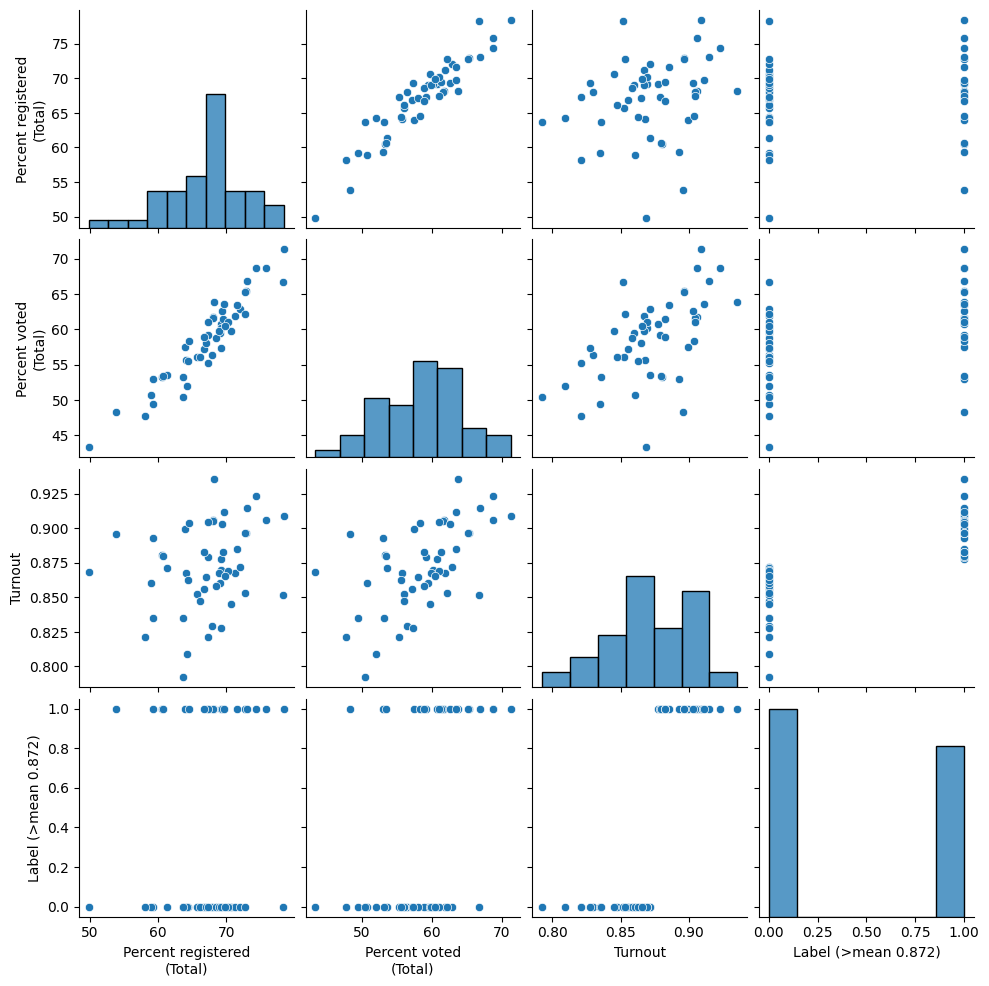 Percent registered
(Total)
75
70
65
60
55
50
Percent voted
(Total)
70
65
60
55
50
45
Turnout
0.925
0.900
0.875
0.850
0.825
0.800
Label (>mean 0.872)
1.0
0.8
0.6
0.4
0.2
0.0
50 60 70
Percent registered
(Total)
50 60 70
Percent voted
(Total)
0.80 0.85 0.90
Turnout
0.00 0.25 0.50 0.75 1.00
Label (>mean 0.872)